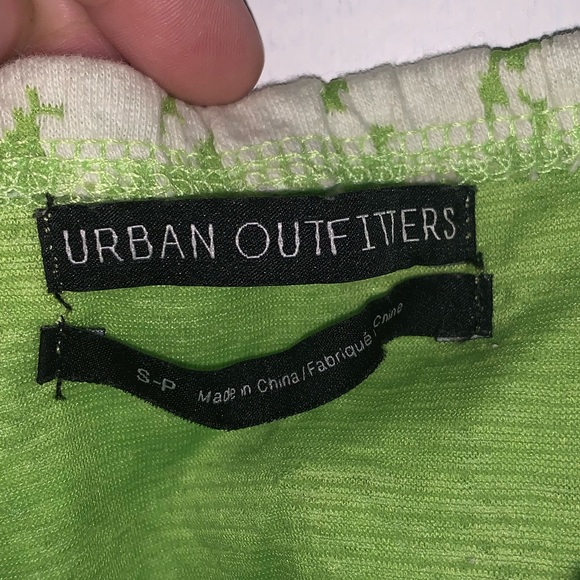 URBAN OUTFITTERS
S-P Made in China/Fabriqué Chine